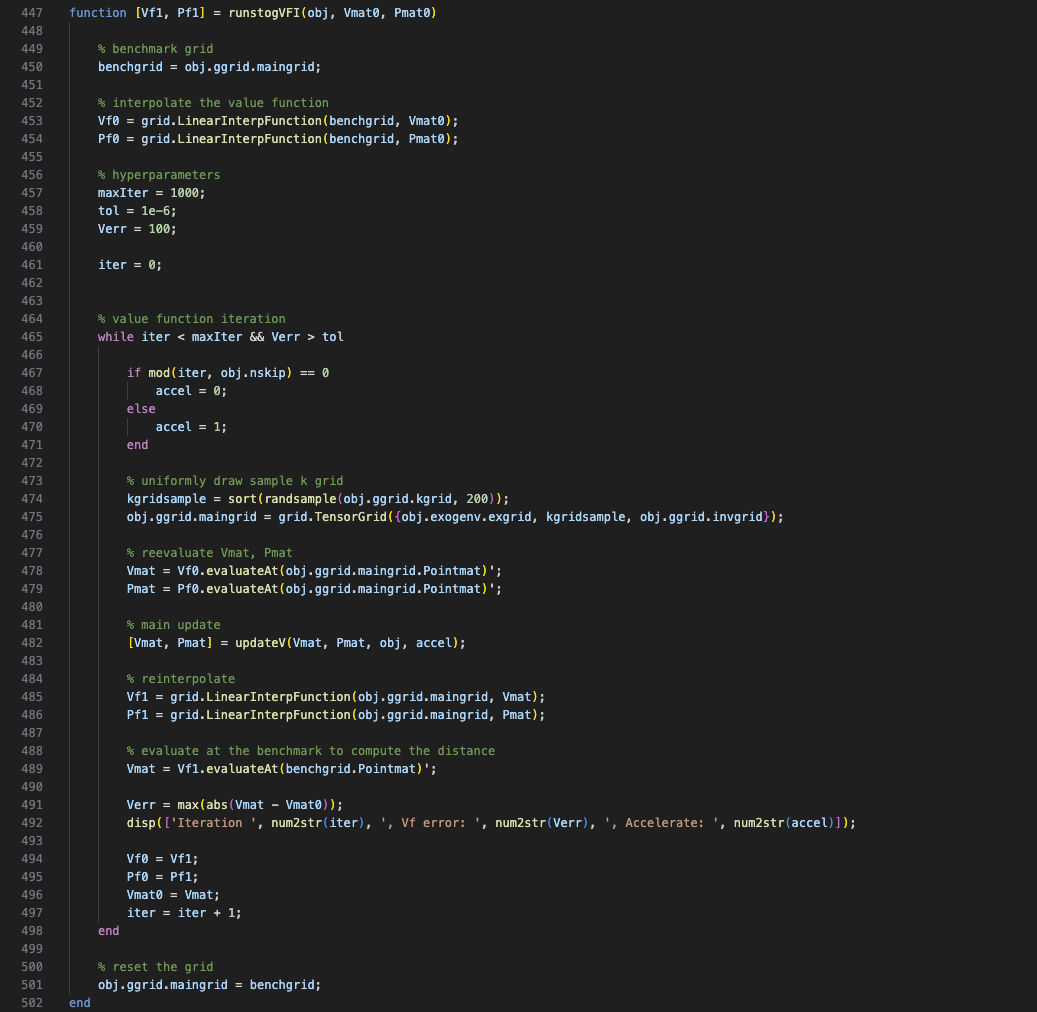 447 function [Vf1, Pf1] = runstogVFI(obj, Vmat0, Pmat0)
448
449 % benchmark grid
450 benchgrid = obj.ggrid.maingrid;
451
452 % interpolate the value function
453 Vf0 = grid.LinearInterpFunction(benchgrid, Vmat0);
454 Pf0 = grid.LinearInterpFunction(benchgrid, Pmat0);
455
456 % hyperparameters
457 maxIter = 1000;
458 tol = 1e-6;
459 Verr = 100;
460
461 iter = 0;
462
463
464 % value function iteration
465 while iter < maxIter && Verr > tol
466
467 if mod(iter, obj.nskip) == 0
468 accel = 0;
469 else
470 accel = 1;
471 end
472
473 % uniformly draw sample k grid
474 kgridsample = sort(randsample(obj.ggrid.kgrid, 200));
475 obj.ggrid.maingrid = grid.TensorGrid({obj.exogenv.exgrid, kgridsample, obj.ggrid.invgrid});
476
477 % reevaluate Vmat, Pmat
478 Vmat = Vf0.evaluateAt(obj.ggrid.maingrid.Pointmat)';
479 Pmat = Pf0.evaluateAt(obj.ggrid.maingrid.Pointmat)';
480
481 % main update
482 [Vmat, Pmat] = updateV(Vmat, Pmat, obj, accel);
483
484 % reinterpolate
485 Vf1 = grid.LinearInterpFunction(obj.ggrid.maingrid, Vmat);
486 Pf1 = grid.LinearInterpFunction(obj.ggrid.maingrid, Pmat);
487
488 % evaluate at the benchmark to compute the distance
489 Vmat = Vf1.evaluateAt(benchgrid.Pointmat)';
490
491 Verr = max(abs(Vmat - Vmat0));
492 disp(['Iteration ', num2str(iter), ', Vf error: ', num2str(Verr), ', Accelerate: ', num2str(accel)]);
493
494 Vf0 = Vf1;
495 Pf0 = Pf1;
496 Vmat0 = Vmat;
497 iter = iter + 1;
498 end
499
500 % reset the grid
501 obj.ggrid.maingrid = benchgrid;
502 end